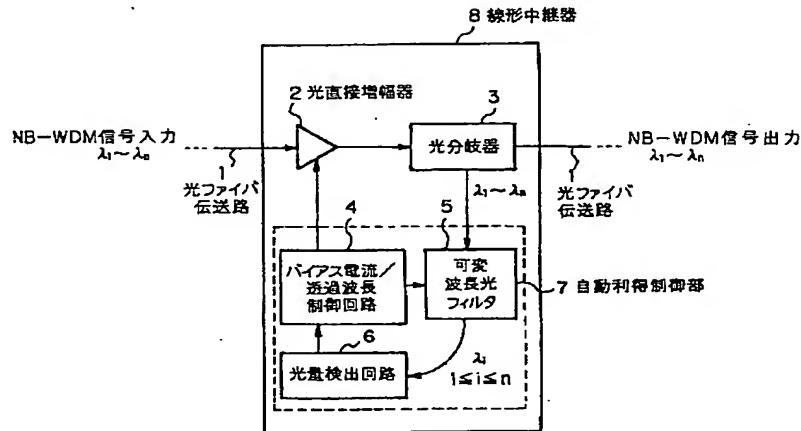 8 線形中継器
2 光直接増幅器
3
NB-WDM信号入力
λ₁~λₙ
光分岐器
NB-WDM信号出力
λ₁~λₙ
1
光ファイバ
伝送路
λ₁~λₙ
1
光ファイバ
伝送路
4
5
バイアス電流/
透過波長
制御回路
可変
波長光
フィルタ
7 自動利得制御部
6
光量検出回路
λᵢ
1≦i≦n